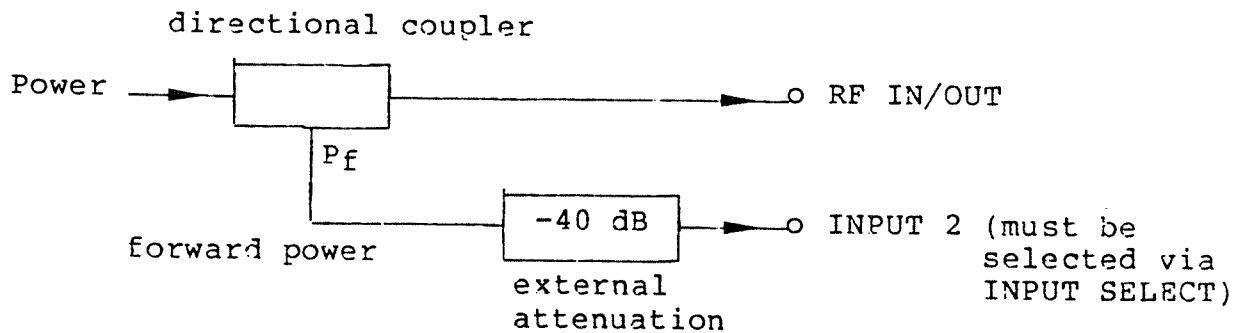 directional coupler
Power
RF IN/OUT
Pf
-40 dB
INPUT 2 (must be
selected via
INPUT SELECT)
forward power
external
attenuation